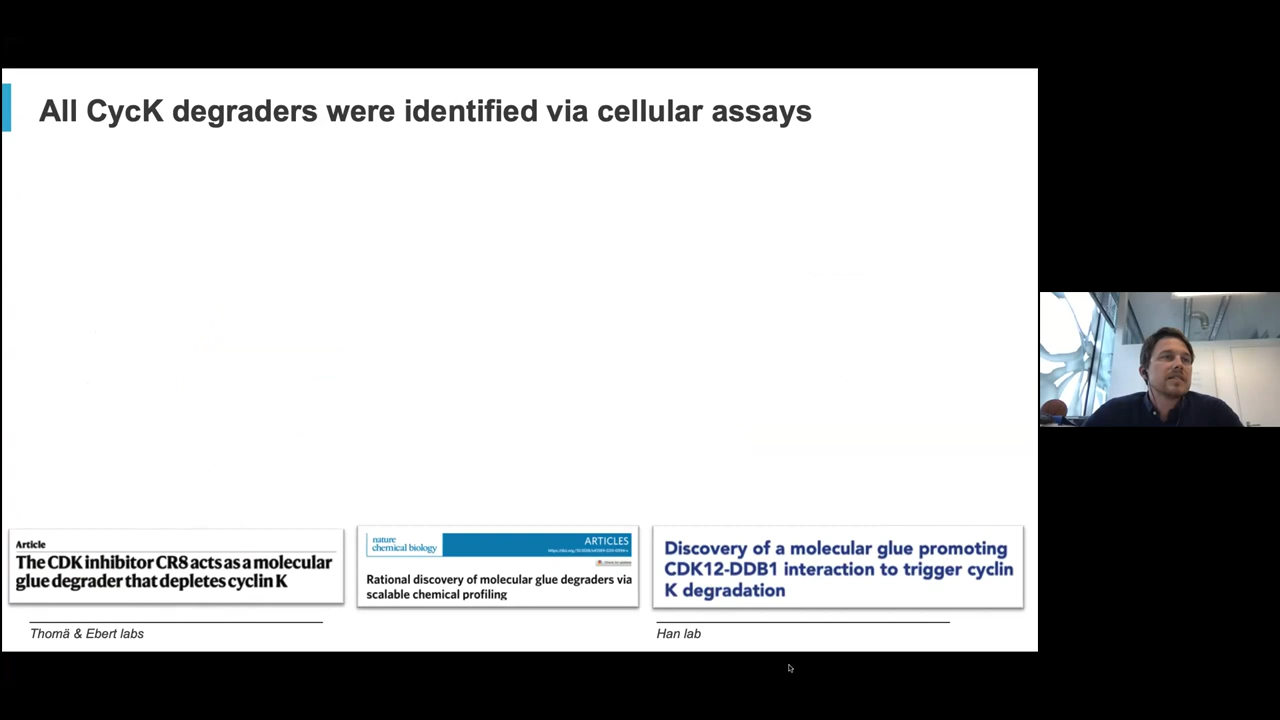 All CycK degraders were identified via cellular assays
Article
The CDK inhibitor CR8 acts as a molecular
glue degrader that depletes cyclin K
nature
chemical biology
ARTICLES
Rational discovery of molecular glue degraders via
scalable chemical profiling
Discovery of a molecular glue promoting
CDK12-DDB1 interaction to trigger cyclin
K degradation
Thomä & Ebert labs
Han lab